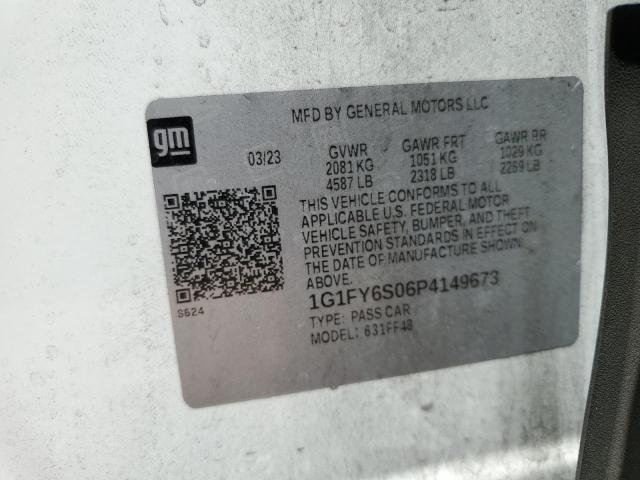 MFD BY GENERAL MOTORS LLC
gm
03/23 GVWR GAWR FRT GAWR RR
2081 KG 1051 KG 1029 KG
4587 LB 2318 LB 2269 LB
THIS VEHICLE CONFORMS TO ALL
APPLICABLE U.S. FEDERAL MOTOR
VEHICLE SAFETY, BUMPER, AND THEFT
PREVENTION STANDARDS IN EFFECT ON
THE DATE OF MANUFACTURE SHOWN
ABOVE.
1G1FY6S06P4149673
S624
TYPE: PASS CAR
MODEL: 631FF48